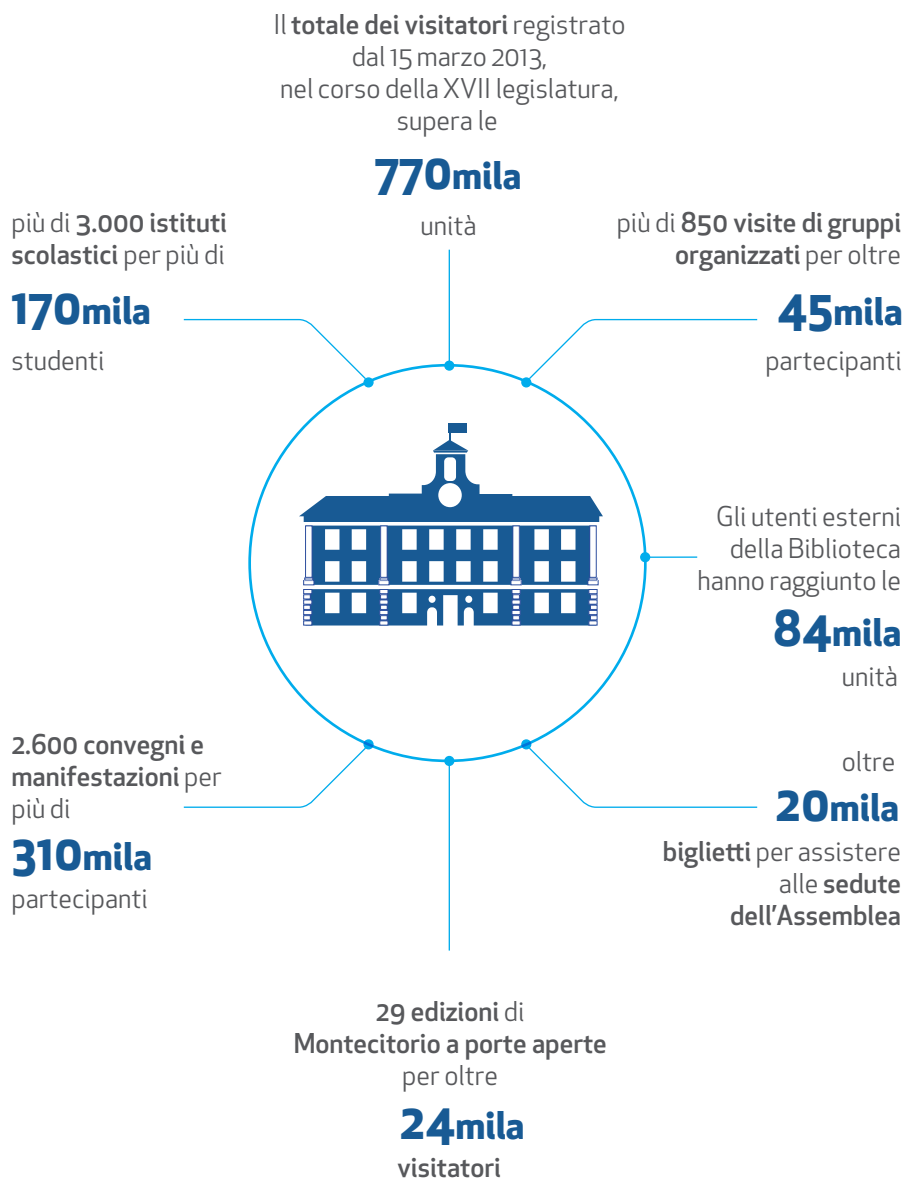 Il totale dei visitatori registrato
dal 15 marzo 2013,
nel corso della XVII legislatura,
supera le
770mila
unità
più di 3.000 istituti
scolastici per più di
170mila
studenti
più di 850 visite di gruppi
organizzati per oltre
45mila
partecipanti
Gli utenti esterni
della Biblioteca
hanno raggiunto le
84mila
unità
2.600 convegni e
manifestazioni per
più di
310mila
partecipanti
oltre
20mila
biglietti per assistere
alle sedute
dell'Assemblea
29 edizioni di
Montecitorio a porte aperte
per oltre
24mila
visitatori